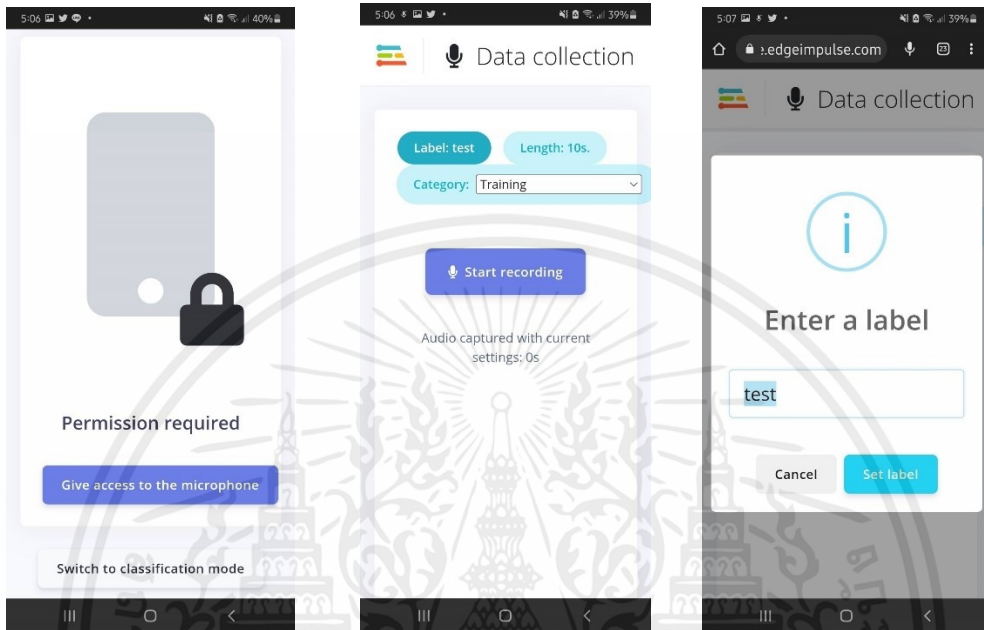 5:06
40%
Permission required
Give access to the microphone
Switch to classification mode
5:06
39%
Data collection
Label: test
Length: 10s.
Category: Training
Start recording
Audio captured with current
settings: 0s
5:07
39%
e.edgeimpulse.com
23
Data collection
i
Enter a label
test
Cancel
Set label